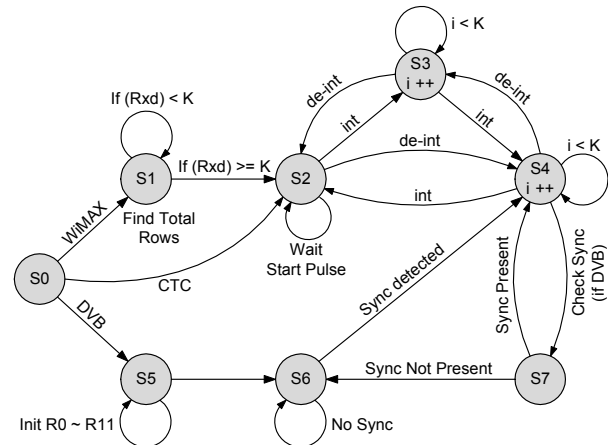 i < K
S3
i ++
If (Rxd) < K
de-int
int
int
de-int
i < K
S1
If (Rxd) >= K
S2
de-int
S4
i ++
int
Find Total
Rows
Wait
Start Pulse
WiMAX
S0
CTC
Sync detected
Sync Present
Check Sync
(if DVB)
DVB
S5
S6
Sync Not Present
S7
Init R0 ~ R11
No Sync